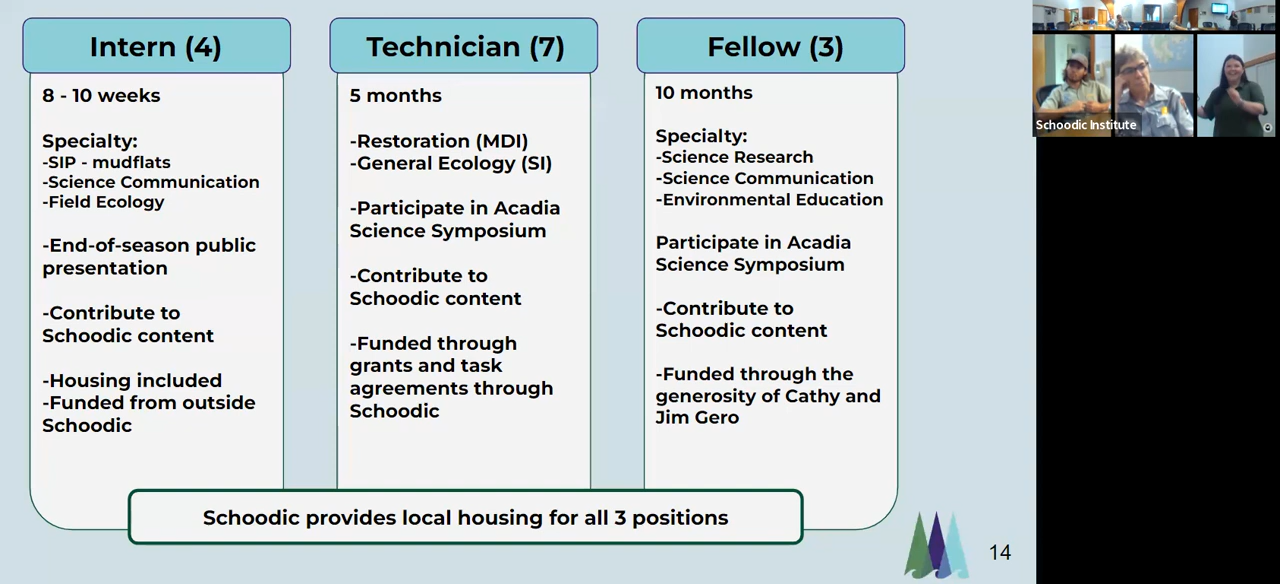 Intern (4)
8 - 10 weeks
Specialty:
-SIP - mudflats
-Science Communication
-Field Ecology
-End-of-season public
presentation
-Contribute to
Schoodic content
-Housing included
-Funded from outside
Schoodic
Technician (7)
5 months
-Restoration (MDI)
-General Ecology (SI)
-Participate in Acadia
Science Symposium
-Contribute to
Schoodic content
-Funded through
grants and task
agreements through
Schoodic
Fellow (3)
10 months
Specialty:
-Science Research
-Science Communication
-Environmental Education
Participate in Acadia
Science Symposium
-Contribute to
Schoodic content
-Funded through the
generosity of Cathy and
Jim Gero
Schoodic provides local housing for all 3 positions
14
Schoodic Institute